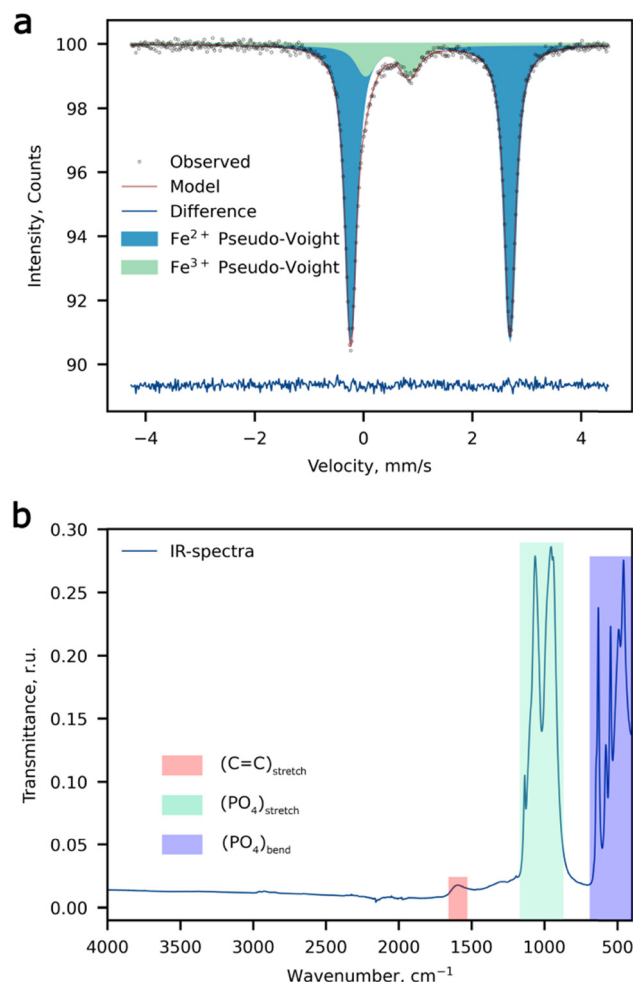 a
100
98
96
94
92
90
Intensity, Counts
Observed
Model
Difference
Fe²⁺ Pseudo-Voight
Fe³⁺ Pseudo-Voight
−4 −2 0 2 4
Velocity, mm/s
b
0.30
0.25
0.20
0.15
0.10
0.05
0.00
Transmittance, r.u.
IR-spectra
(C=C)stretch
(PO₄)stretch
(PO₄)bend
4000 3500 3000 2500 2000 1500 1000 500
Wavenumber, cm⁻¹